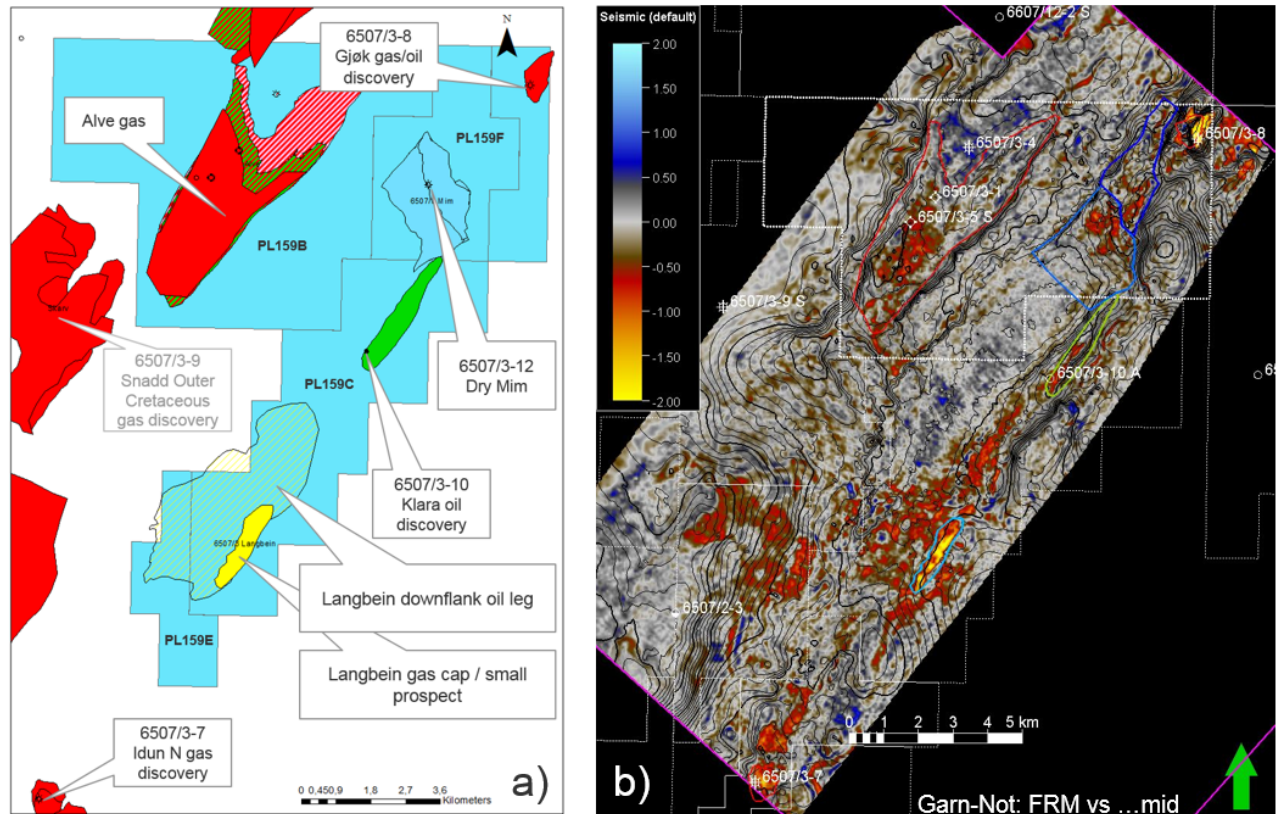 N
6507/3-8
Gjøk gas/oil
discovery
Alve gas
PL159F
6507/ Mim
PL159B
6507/3-9
Snadd Outer
Cretaceous
gas discovery
6507/3-12
Dry Mim
PL159C
6507/3-10
Klara oil
discovery
6507/3 Langbein
Langbein downflank oil leg
PL159E
Langbein gas cap / small
prospect
6507/3-7
Idun N gas
discovery
0 0,450,9 1,8 2,7 3,6
Kilometers
a)
Seismic (default)
2.00
1.50
1.00
0.50
0.00
-0.50
-1.00
-1.50
-2.00
6607/12-2 S
6507/3-8
6507/3-4
6507/3-1
6507/3-5 S
6507/3-9 S
6507/3-10 A
6507/2-3
0 1 2 3 4 5 km
6507/3-7
b)
Garn-Not: FRM vs ...mid